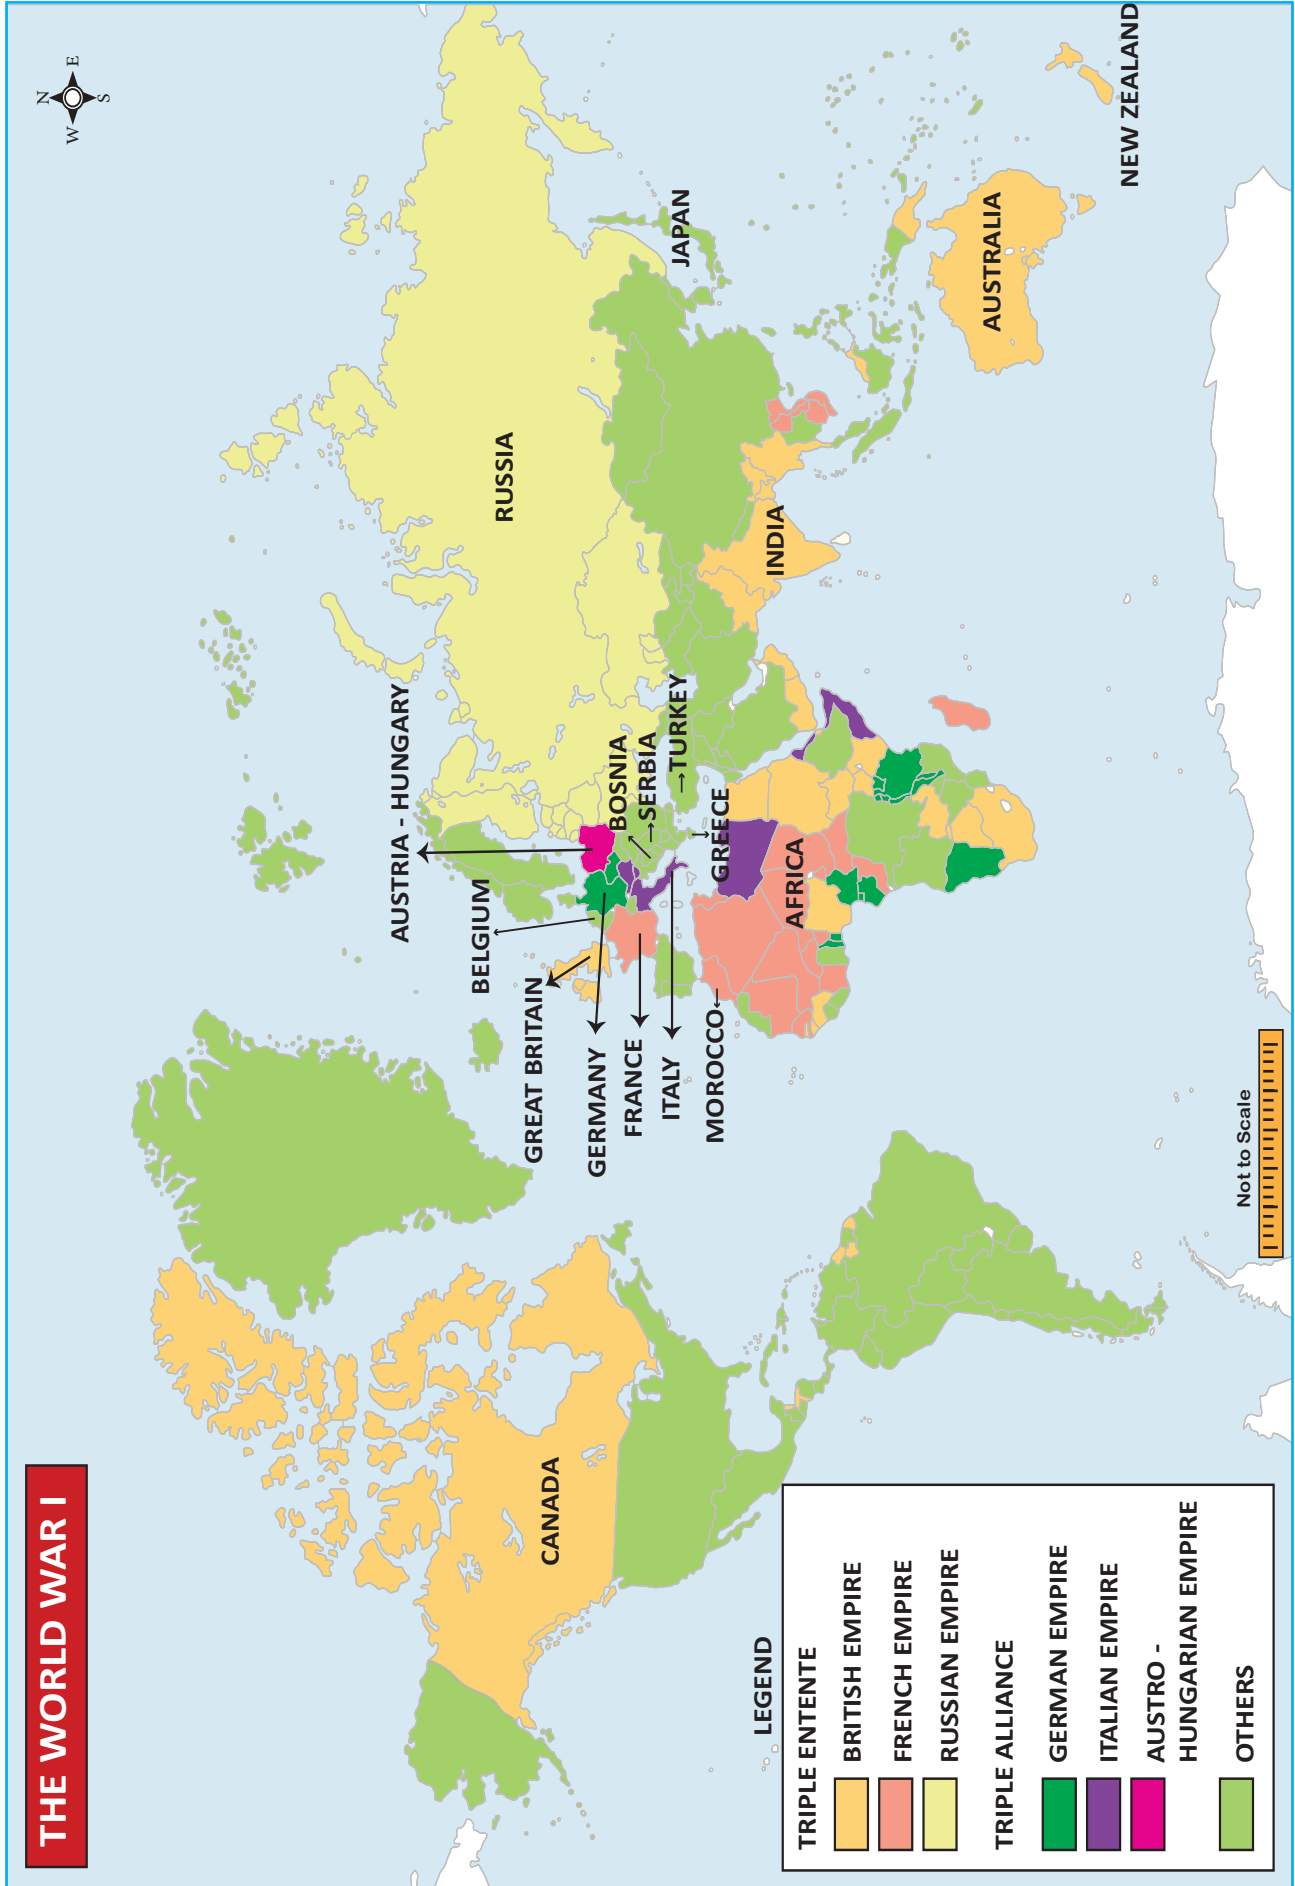 THE WORLD WAR I
N
W
E
S
RUSSIA
CANADA
AUSTRIA - HUNGARY
BELGIUM
GREAT BRITAIN
GERMANY
FRANCE
ITALY
MOROCCO
BOSNIA
SERBIA
TURKEY
GREECE
AFRICA
INDIA
JAPAN
AUSTRALIA
NEW ZEALAND
LEGEND
TRIPLE ENTENTE
BRITISH EMPIRE
FRENCH EMPIRE
RUSSIAN EMPIRE
TRIPLE ALLIANCE
GERMAN EMPIRE
ITALIAN EMPIRE
AUSTRO -
HUNGARIAN EMPIRE
OTHERS
Not to Scale